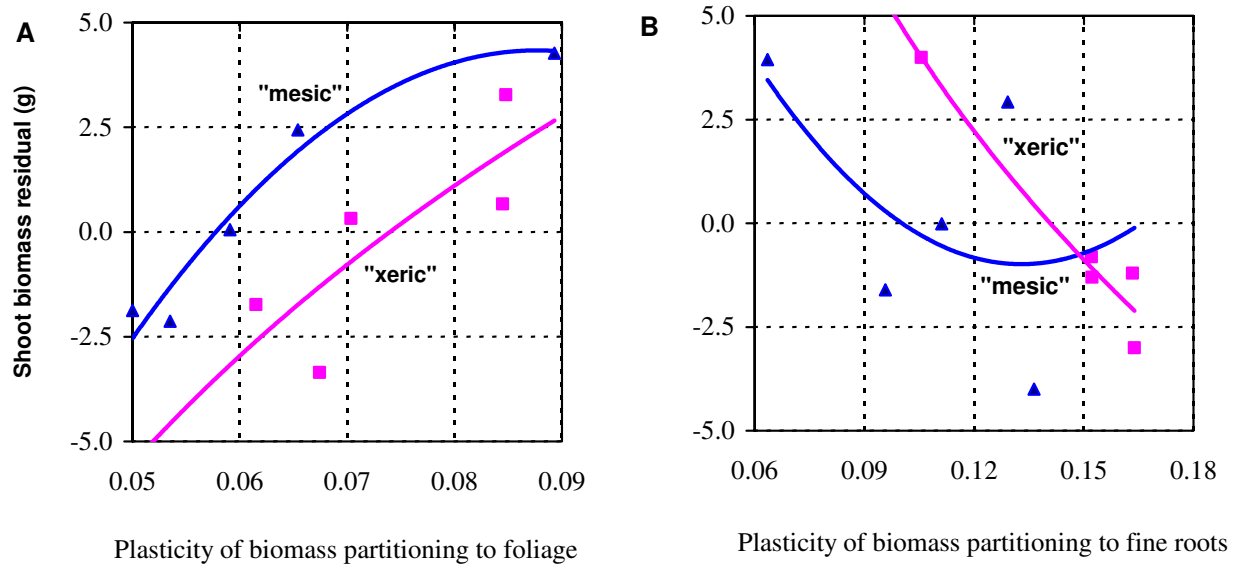 A
5.0
2.5
0.0
-2.5
-5.0
Shoot biomass residual (g)
"mesic"
"xeric"
0.05 0.06 0.07 0.08 0.09
Plasticity of biomass partitioning to foliage
B
5.0
2.5
0.0
-2.5
-5.0
"xeric"
"mesic"
0.06 0.09 0.12 0.15 0.18
Plasticity of biomass partitioning to fine roots